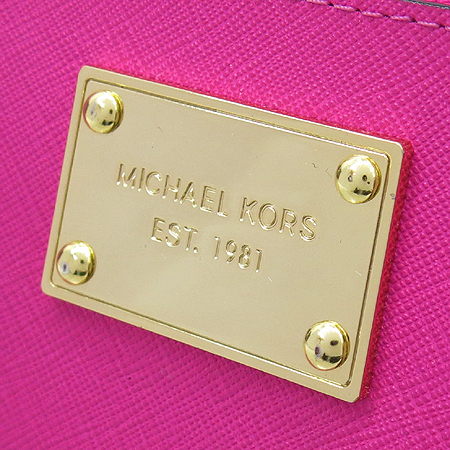 MICHAEL KORS
EST. 1981